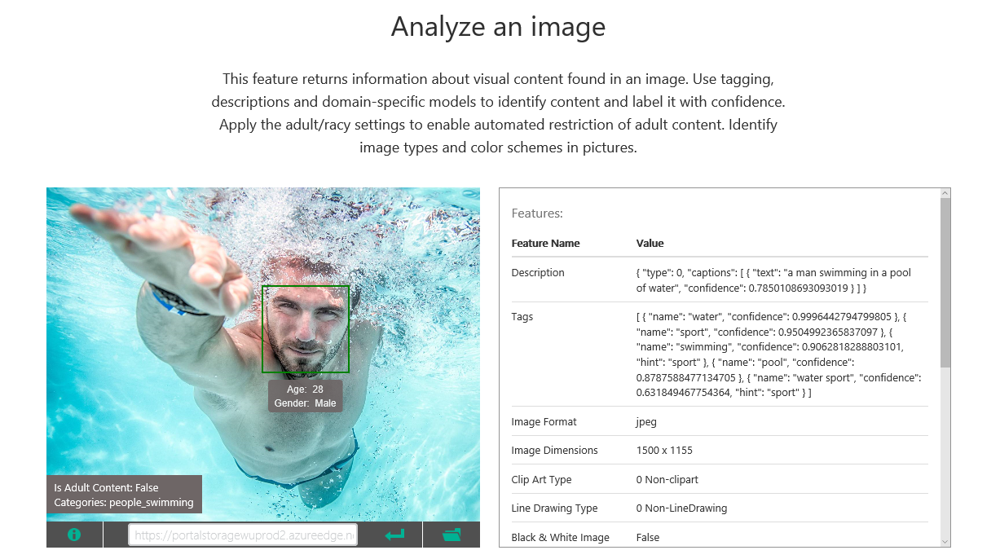 Analyze an image
This feature returns information about visual content found in an image. Use tagging,
descriptions and domain-specific models to identify content and label it with confidence.
Apply the adult/racy settings to enable automated restriction of adult content. Identify
image types and color schemes in pictures.
Age: 28
Gender: Male
Is Adult Content: False
Categories: people_swimming
https://portalstoragewuprod2.azureedge.n
Features:
Feature Name Value
Description { "type": 0, "captions": [ { "text": "a man swimming in a pool
of water", "confidence": 0.7850108693093019 } ] }
Tags [ { "name": "water", "confidence": 0.9996442794799805 }, {
"name": "sport", "confidence": 0.9504992365837097 }, {
"name": "swimming", "confidence": 0.9062818288803101,
"hint": "sport" }, { "name": "pool", "confidence":
0.8787588477134705 }, { "name": "water sport", "confidence":
0.631849467754364, "hint": "sport" } ]
Image Format jpeg
Image Dimensions 1500 x 1155
Clip Art Type 0 Non-clipart
Line Drawing Type 0 Non-LineDrawing
Black & White Image False